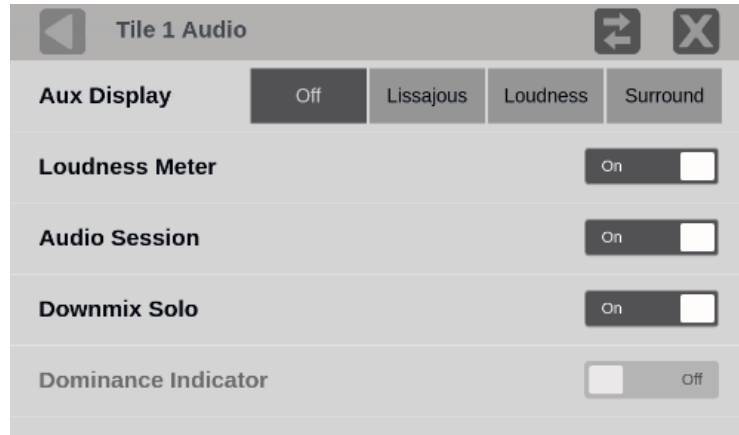 Tile 1 Audio
Aux Display Off Lissajous Loudness Surround
Loudness Meter On
Audio Session On
Downmix Solo On
Dominance Indicator Off